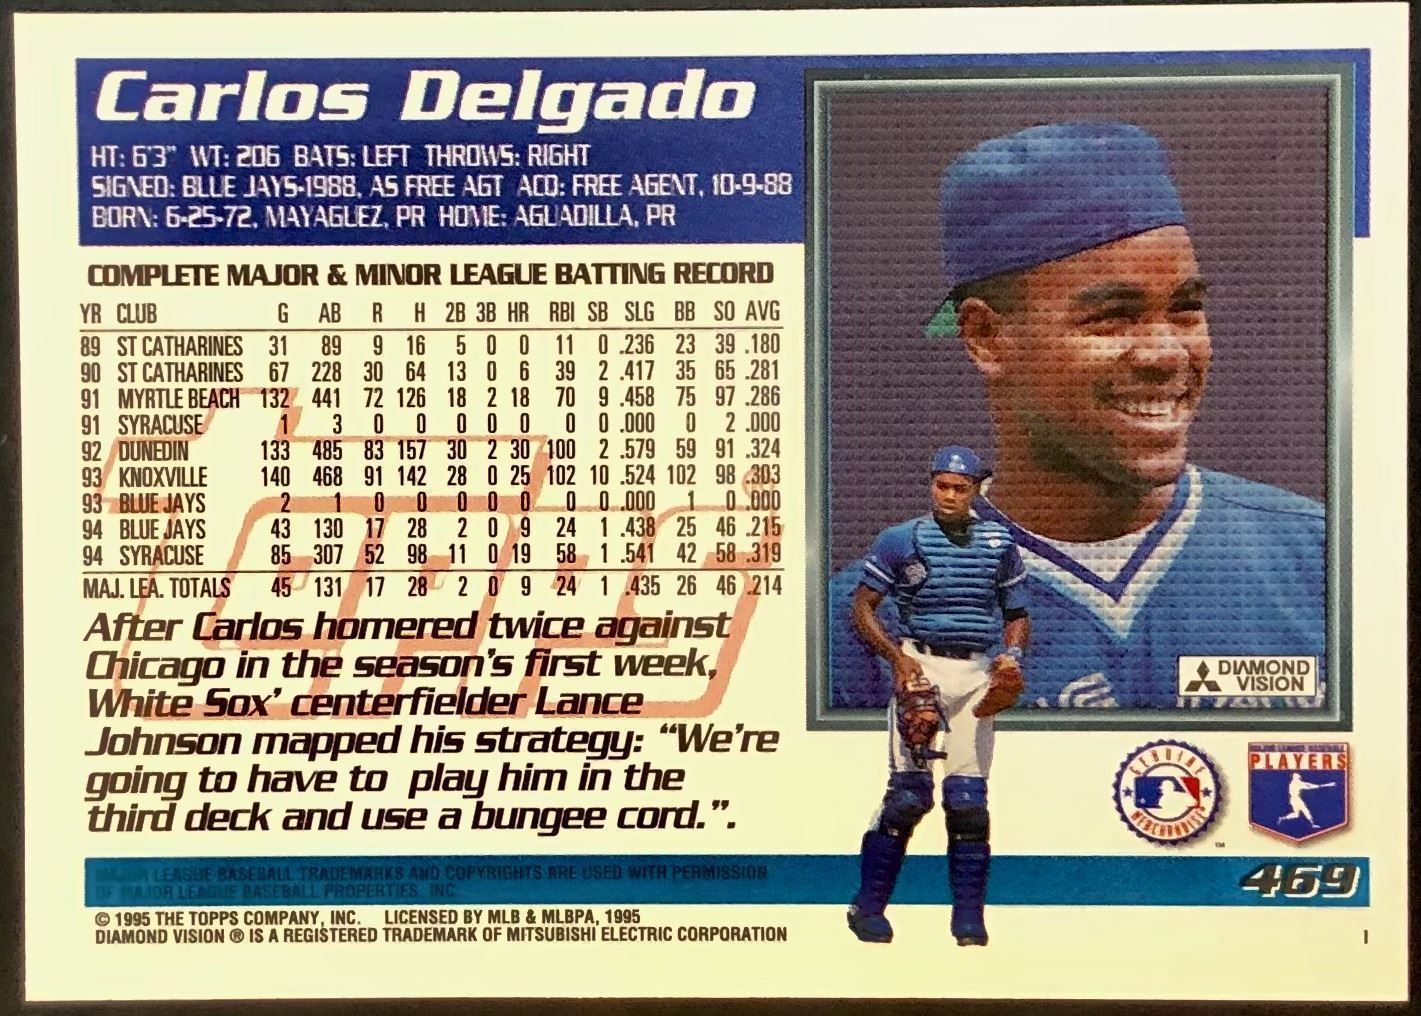 Carlos Delgado
HT: 6'3" WT: 206 BATS: LEFT THROWS: RIGHT
SIGNED: BLUE JAYS-1988, AS FREE AGT ACQ: FREE AGENT, 10-9-88
BORN: 6-25-72, MAYAGUEZ, PR HOME: AGUADILLA, PR
COMPLETE MAJOR & MINOR LEAGUE BATTING RECORD
YR CLUB G AB R H 2B 3B HR RBI SB SLG BB SO AVG
89 ST CATHARINES 31 89 9 16 5 0 0 11 0 .236 23 39 .180
90 ST CATHARINES 67 228 30 64 13 0 6 39 2 .417 35 65 .281
91 MYRTLE BEACH 132 441 72 126 18 2 18 70 9 .458 75 97 .286
91 SYRACUSE 1 3 0 0 0 0 0 0 0 .000 0 2 .000
92 DUNEDIN 133 485 83 157 30 2 30 100 2 .579 59 91 .324
93 KNOXVILLE 140 468 91 142 28 0 25 102 10 .524 102 98 .303
93 BLUE JAYS 2 1 0 0 0 0 0 0 0 .000 1 0 .000
94 BLUE JAYS 43 130 17 28 2 0 9 24 1 .438 25 46 .215
94 SYRACUSE 85 307 52 98 11 0 19 58 1 .541 42 58 .319
MAJ. LEA. TOTALS 45 131 17 28 2 0 9 24 1 .435 26 46 .214
Topps ®
After Carlos homered twice against
Chicago in the season's first week,
White Sox' centerfielder Lance
Johnson mapped his strategy: “We're
going to have to play him in the
third deck and use a bungee cord.”.
DIAMOND
VISION
GENUINE
MERCHANDISE
TM
MAJOR LEAGUE BASEBALL
PLAYERS
469
MAJOR LEAGUE BASEBALL TRADEMARKS AND COPYRIGHTS ARE USED WITH PERMISSION
OF MAJOR LEAGUE BASEBALL PROPERTIES, INC
© 1995 THE TOPPS COMPANY, INC. LICENSED BY MLB & MLBPA, 1995
DIAMOND VISION ® IS A REGISTERED TRADEMARK OF MITSUBISHI ELECTRIC CORPORATION
I